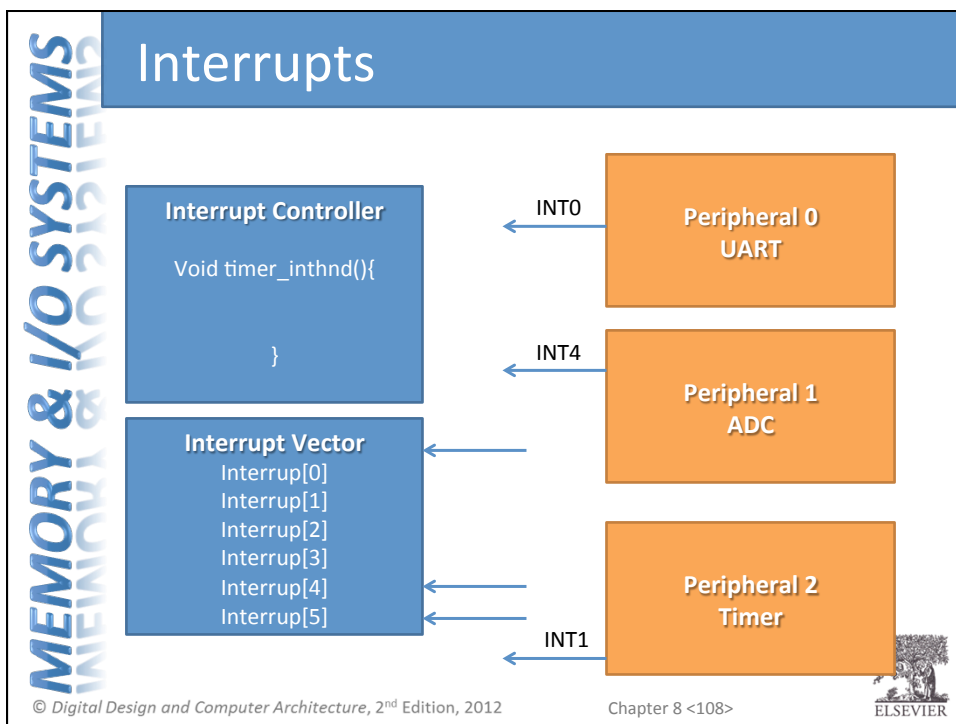 Interrupts
MEMORY & I/O SYSTEMS
Interrupt Controller
Void timer_inthnd(){
}
Interrupt Vector
Interrup[0]
Interrup[1]
Interrup[2]
Interrup[3]
Interrup[4]
Interrup[5]
INT0
Peripheral 0
UART
INT4
Peripheral 1
ADC
INT1
Peripheral 2
Timer
© Digital Design and Computer Architecture, 2nd Edition, 2012
Chapter 8 <108>
ELSEVIER